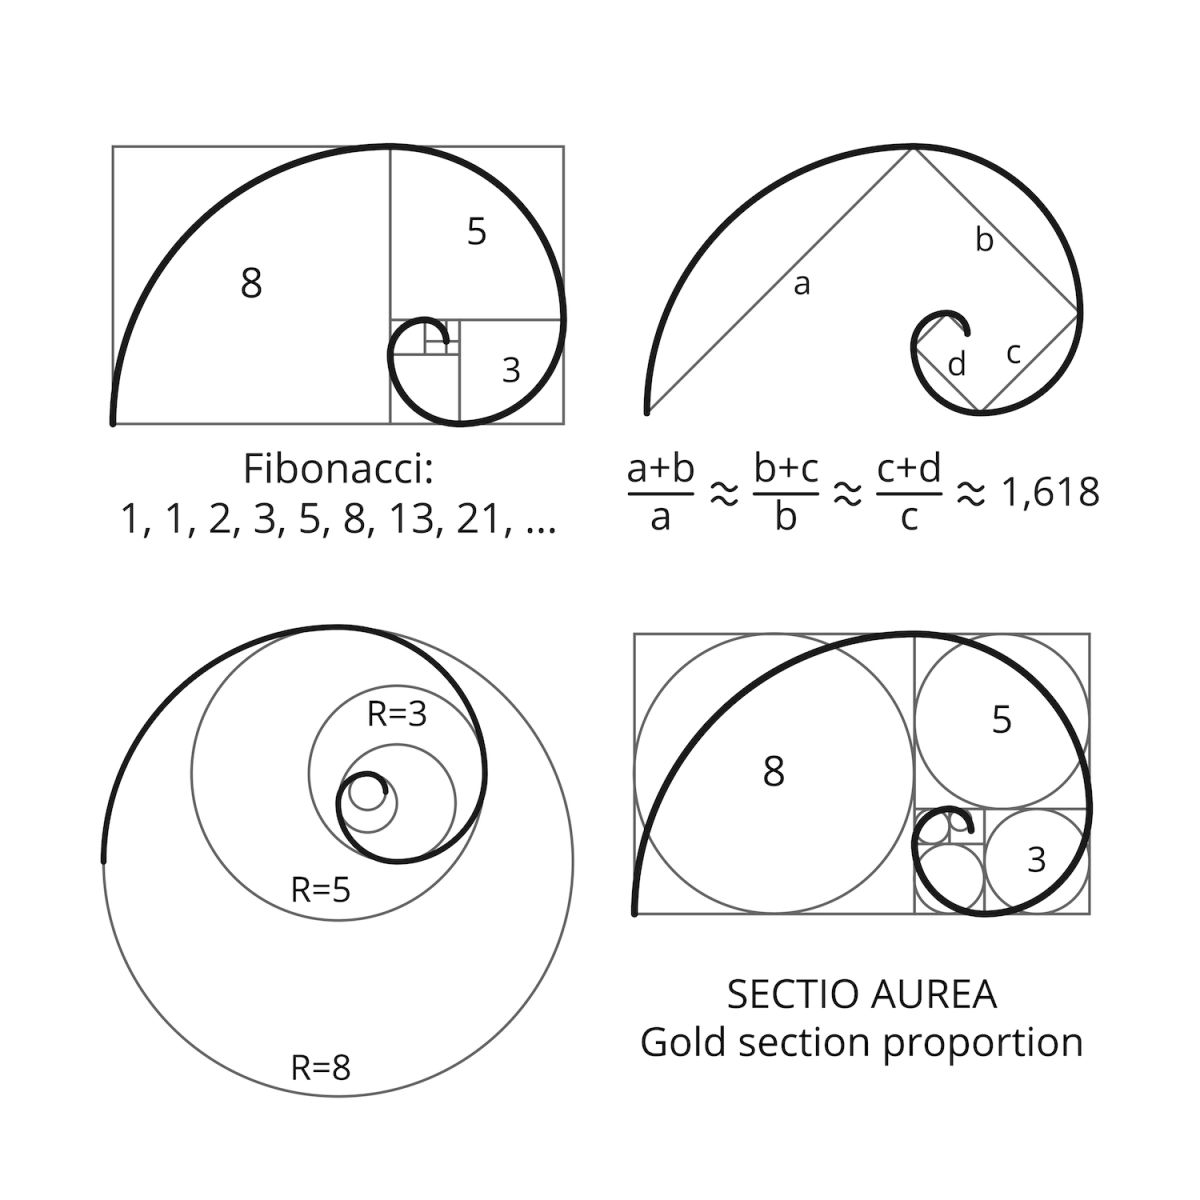 8
5
3
Fibonacci:
1, 1, 2, 3, 5, 8, 13, 21, ...
a
b
c
d
a+b/a ≈ b+c/b ≈ c+d/c ≈ 1,618
R=3
R=5
R=8
8
5
3
SECTIO AUREA
Gold section proportion